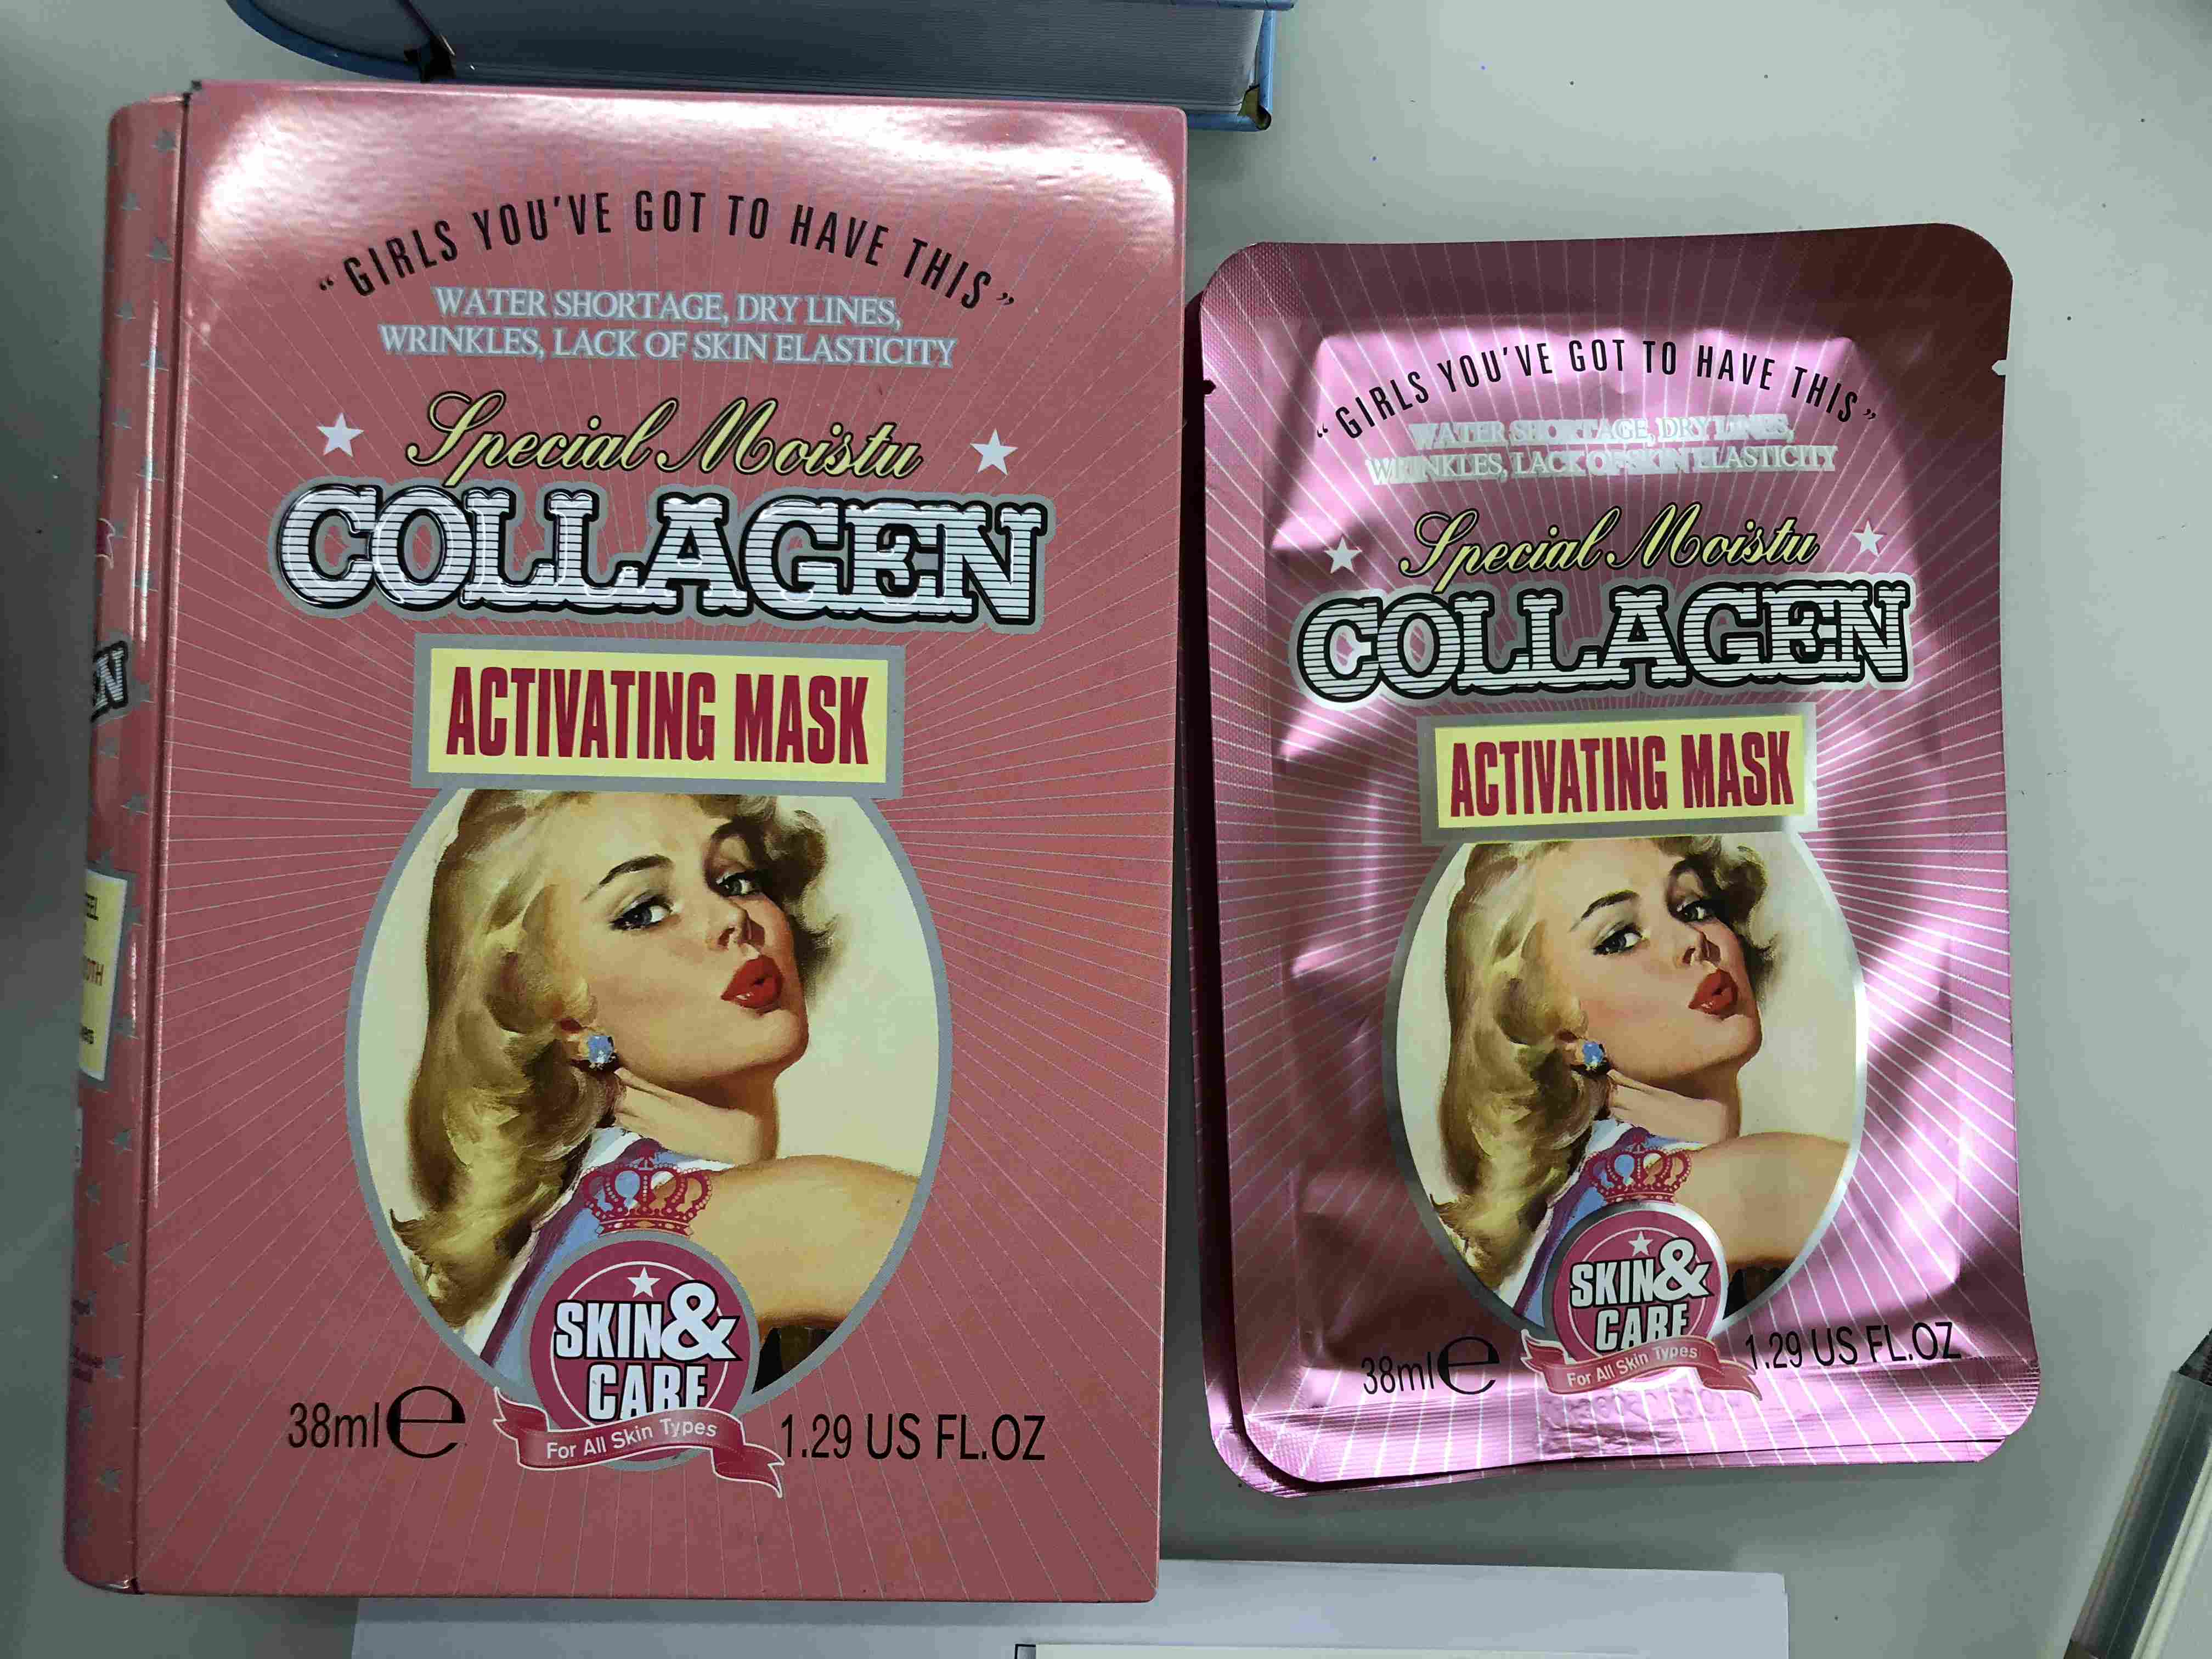 “GIRLS YOU'VE GOT TO HAVE THIS”
WATER SHORTAGE, DRY LINES,
WRINKLES, LACK OF SKIN ELASTICITY
Special Moistu
COLLAGEN
ACTIVATING MASK
SKIN&
CARE
For All Skin Types
38ml e
1.29 US FL.OZ
“GIRLS YOU'VE GOT TO HAVE THIS”
WATER SHORTAGE, DRY LINES,
WRINKLES, LACK OF SKIN ELASTICITY
Special Moistu
COLLAGEN
ACTIVATING MASK
SKIN&
CARE
For All Skin Types
38ml e
1.29 US FL.OZ